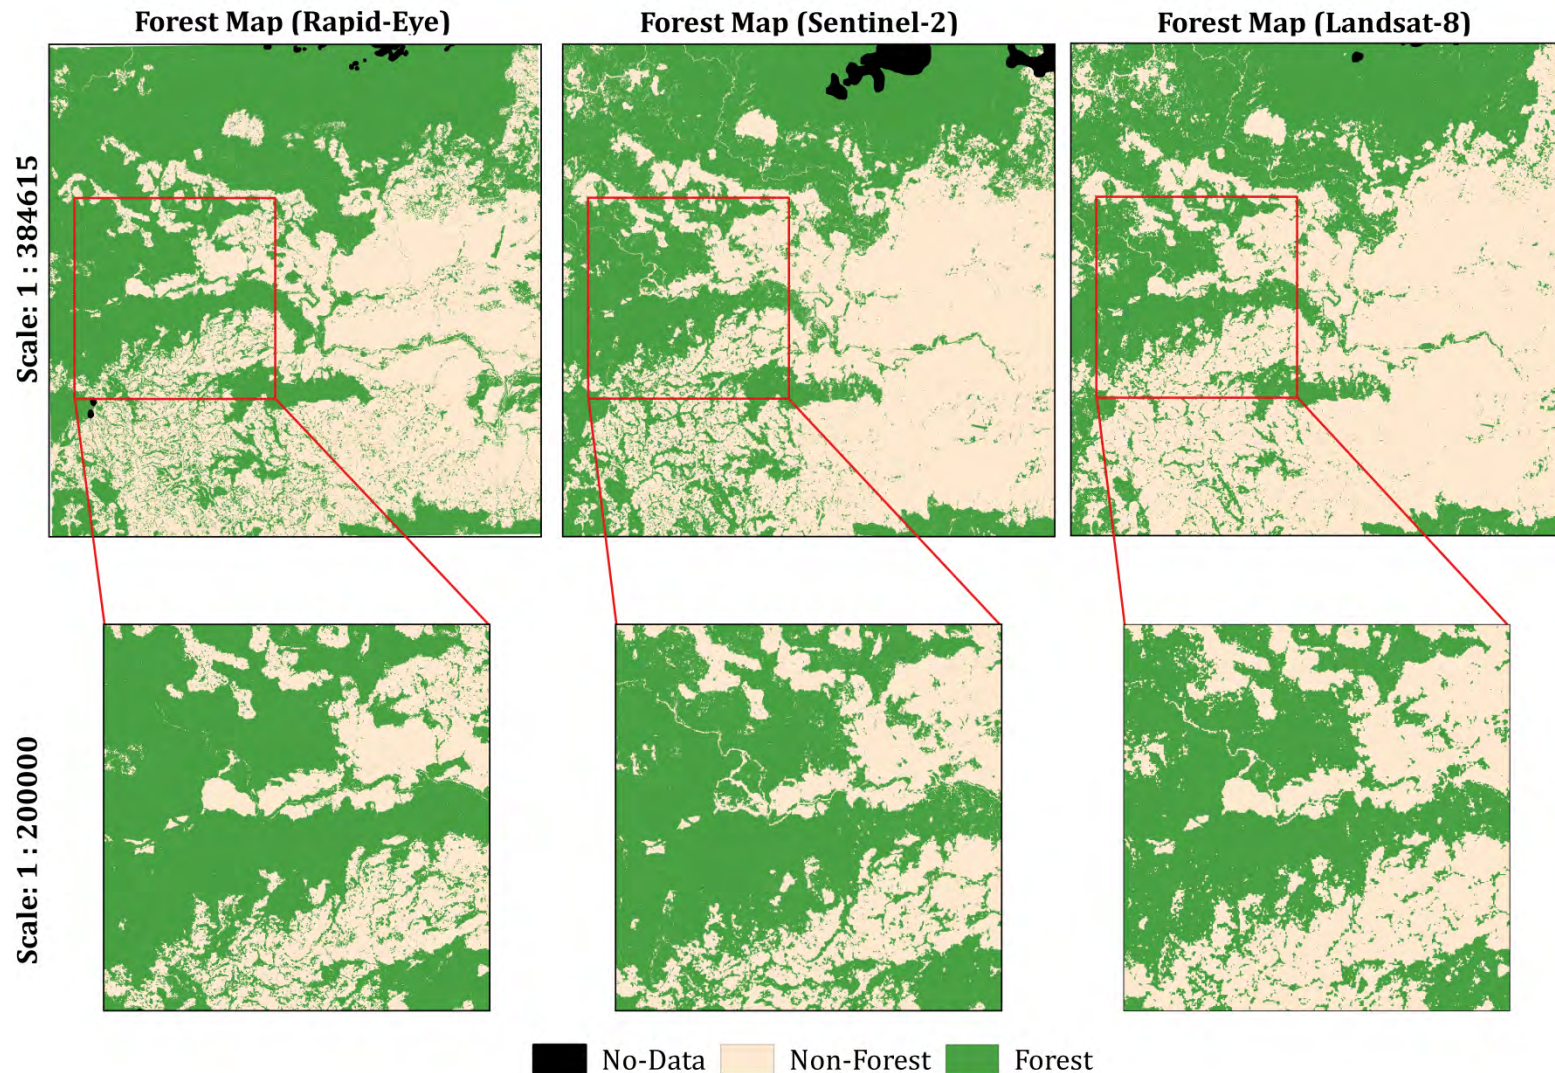 Forest Map (Rapid-Eye)
Forest Map (Sentinel-2)
Forest Map (Landsat-8)
Scale: 1 : 384615
Scale: 1 : 200000
No-Data
Non-Forest
Forest